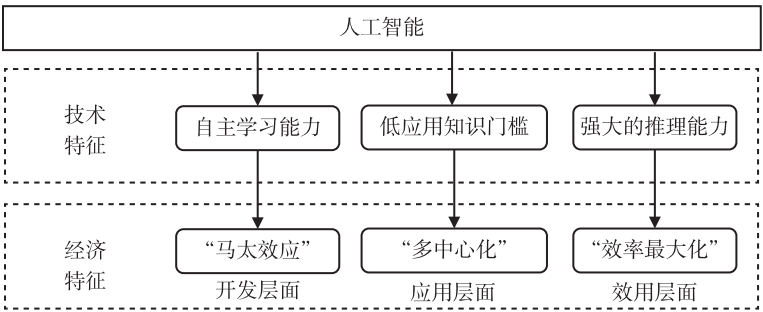 人工智能
技术
特征
自主学习能力
低应用知识门槛
强大的推理能力
经济
特征
“马太效应”
“多中心化”
“效率最大化”
开发层面
应用层面
效用层面